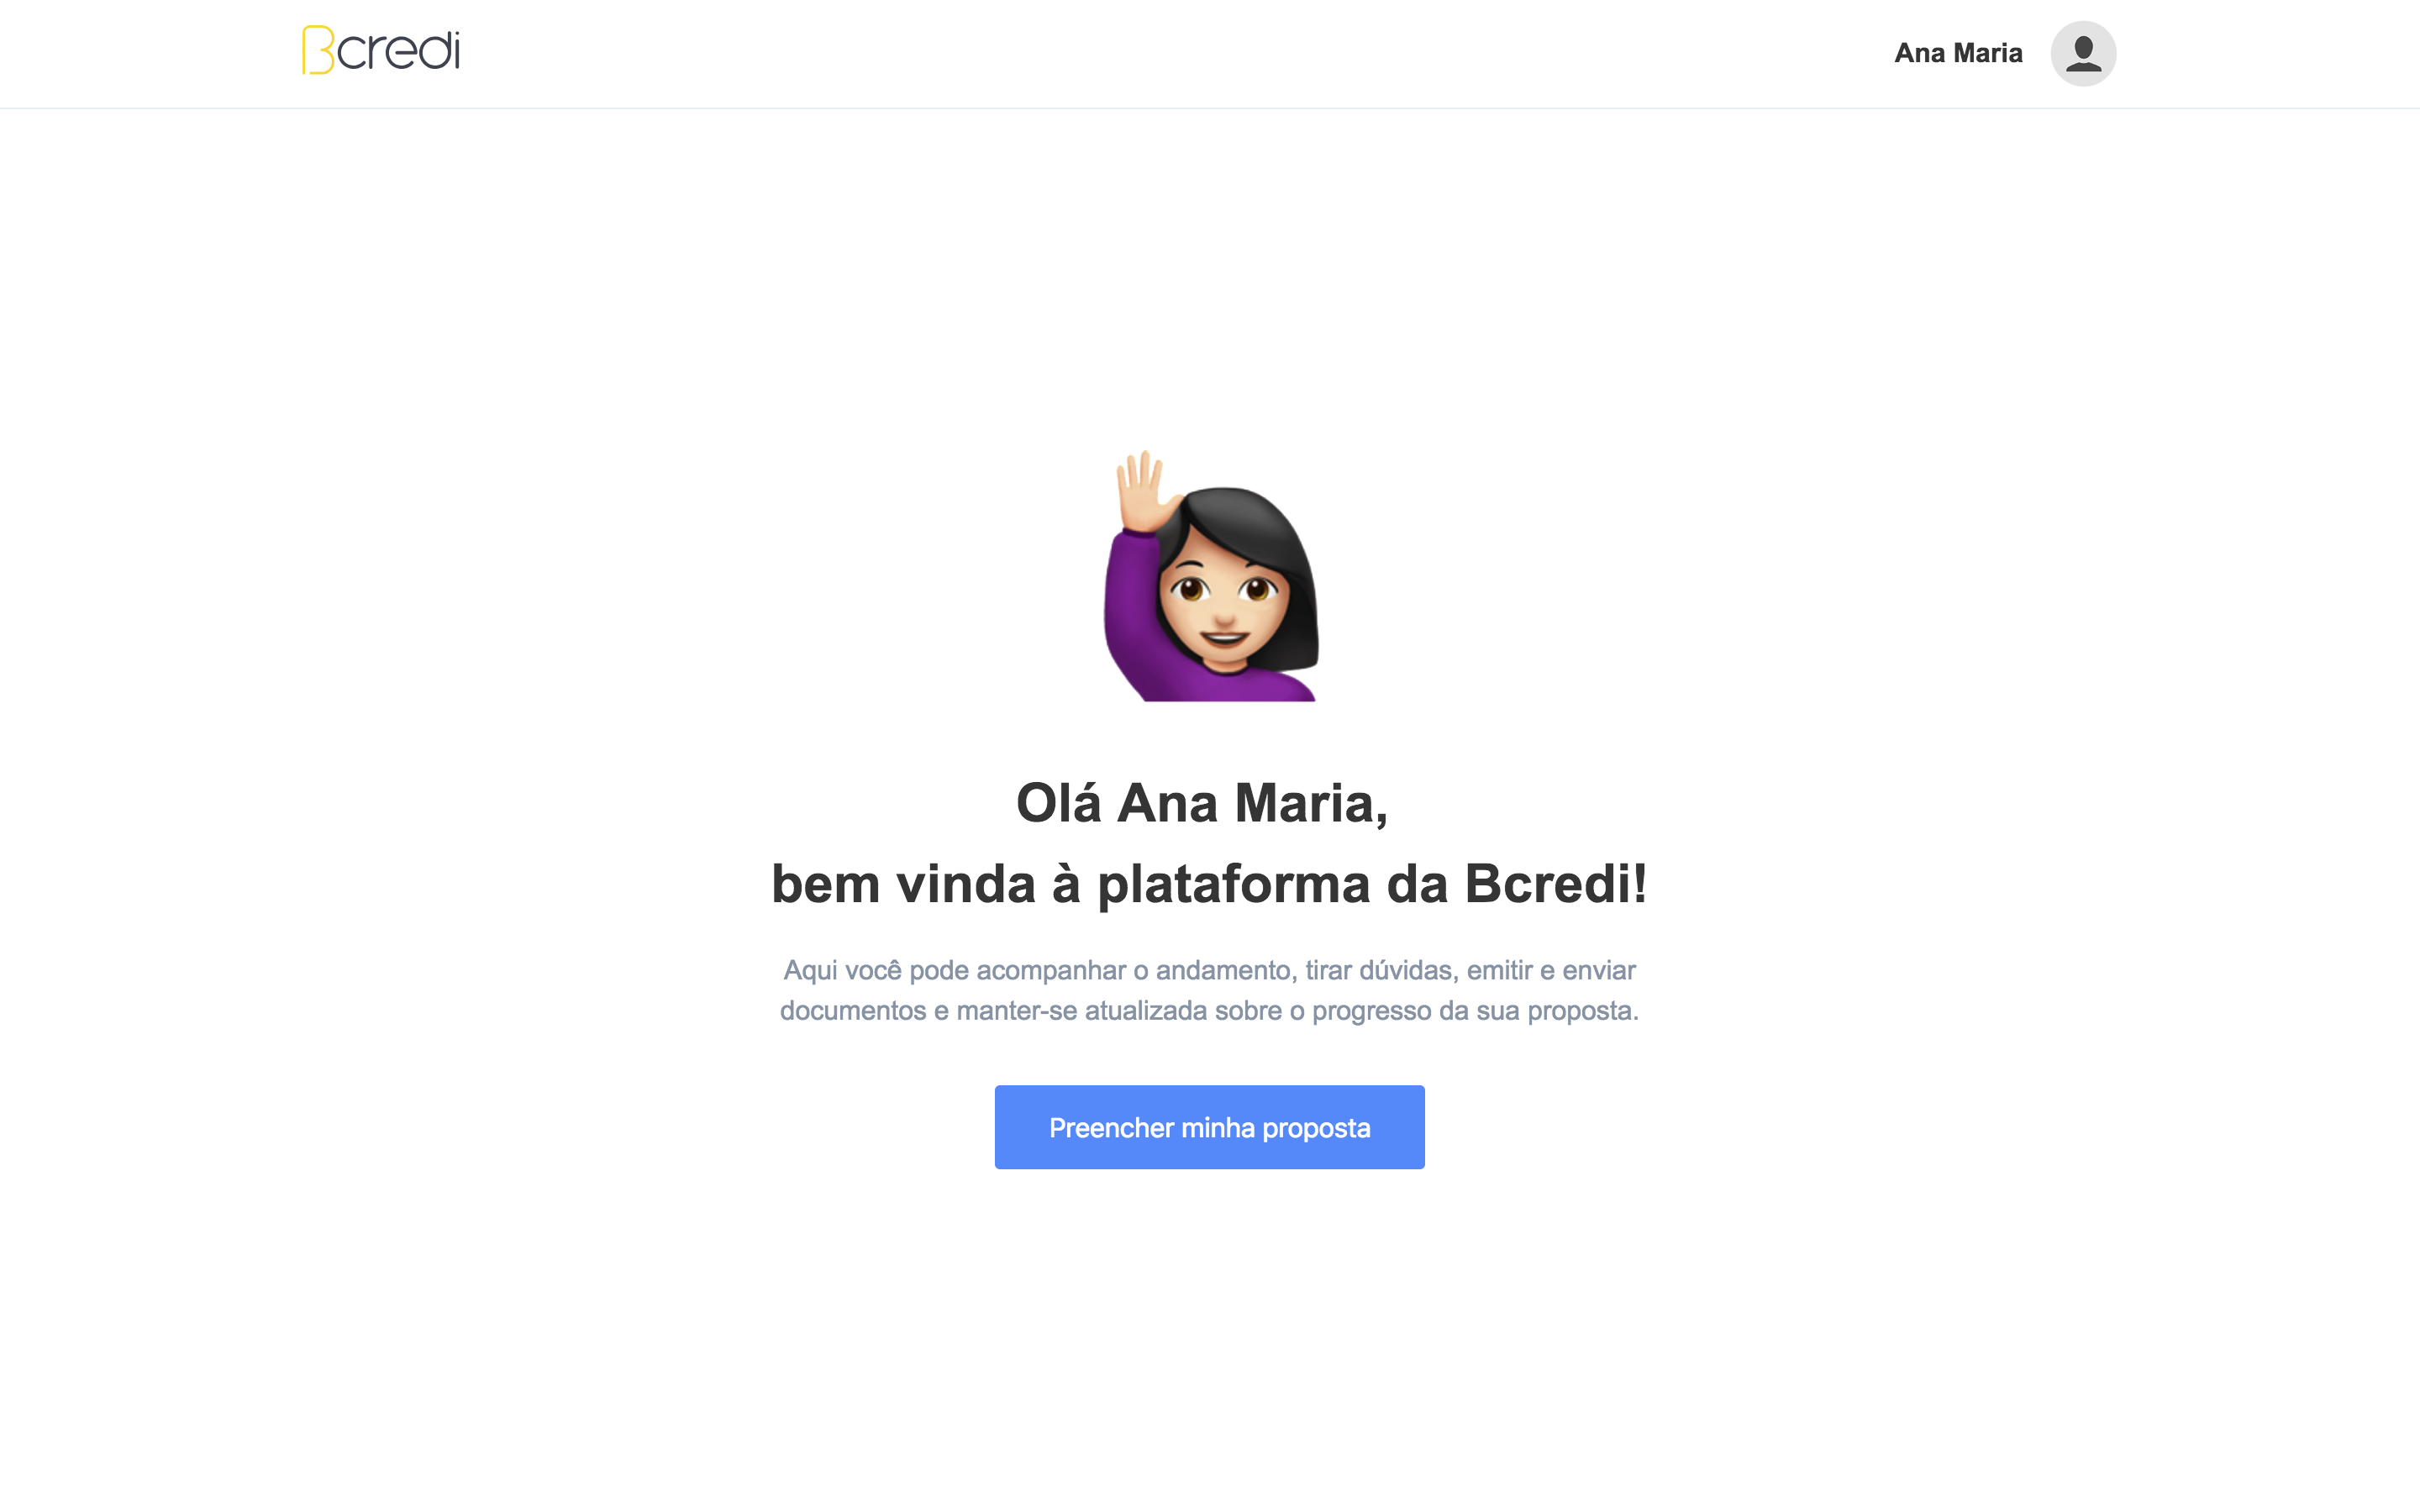 Bcredi
Ana Maria
Olá Ana Maria,
bem vinda à plataforma da Bcredi!
Aqui você pode acompanhar o andamento, tirar dúvidas, emitir e enviar
documentos e manter-se atualizada sobre o progresso da sua proposta.
Preencher minha proposta